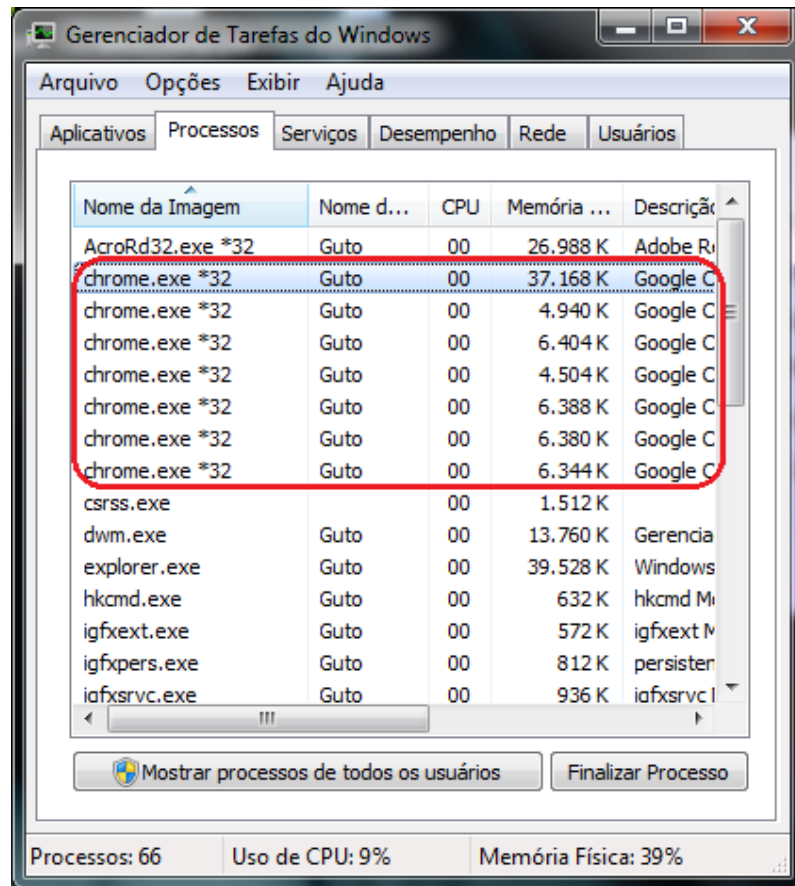 Gerenciador de Tarefas do Windows
Arquivo Opções Exibir Ajuda
Aplicativos Processos Serviços Desempenho Rede Usuários
Nome da Imagem Nome d... CPU Memória ... Descriçã
AcroRd32.exe *32 Guto 00 26.988 K Adobe R
chrome.exe *32 Guto 00 37.168 K Google C
chrome.exe *32 Guto 00 4.940 K Google C
chrome.exe *32 Guto 00 6.404 K Google C
chrome.exe *32 Guto 00 4.504 K Google C
chrome.exe *32 Guto 00 6.388 K Google C
chrome.exe *32 Guto 00 6.380 K Google C
chrome.exe *32 Guto 00 6.344 K Google C
csrss.exe 00 1.512 K
dwm.exe Guto 00 13.760 K Gerencia
explorer.exe Guto 00 39.528 K Windows
hkcmd.exe Guto 00 632 K hkcmd M
igfxext.exe Guto 00 572 K igfxext M
igfxpers.exe Guto 00 812 K persisten
igfxsrvc.exe Guto 00 936 K igfxsrvc
Mostrar processos de todos os usuários Finalizar Processo
Processos: 66 Uso de CPU: 9% Memória Física: 39%